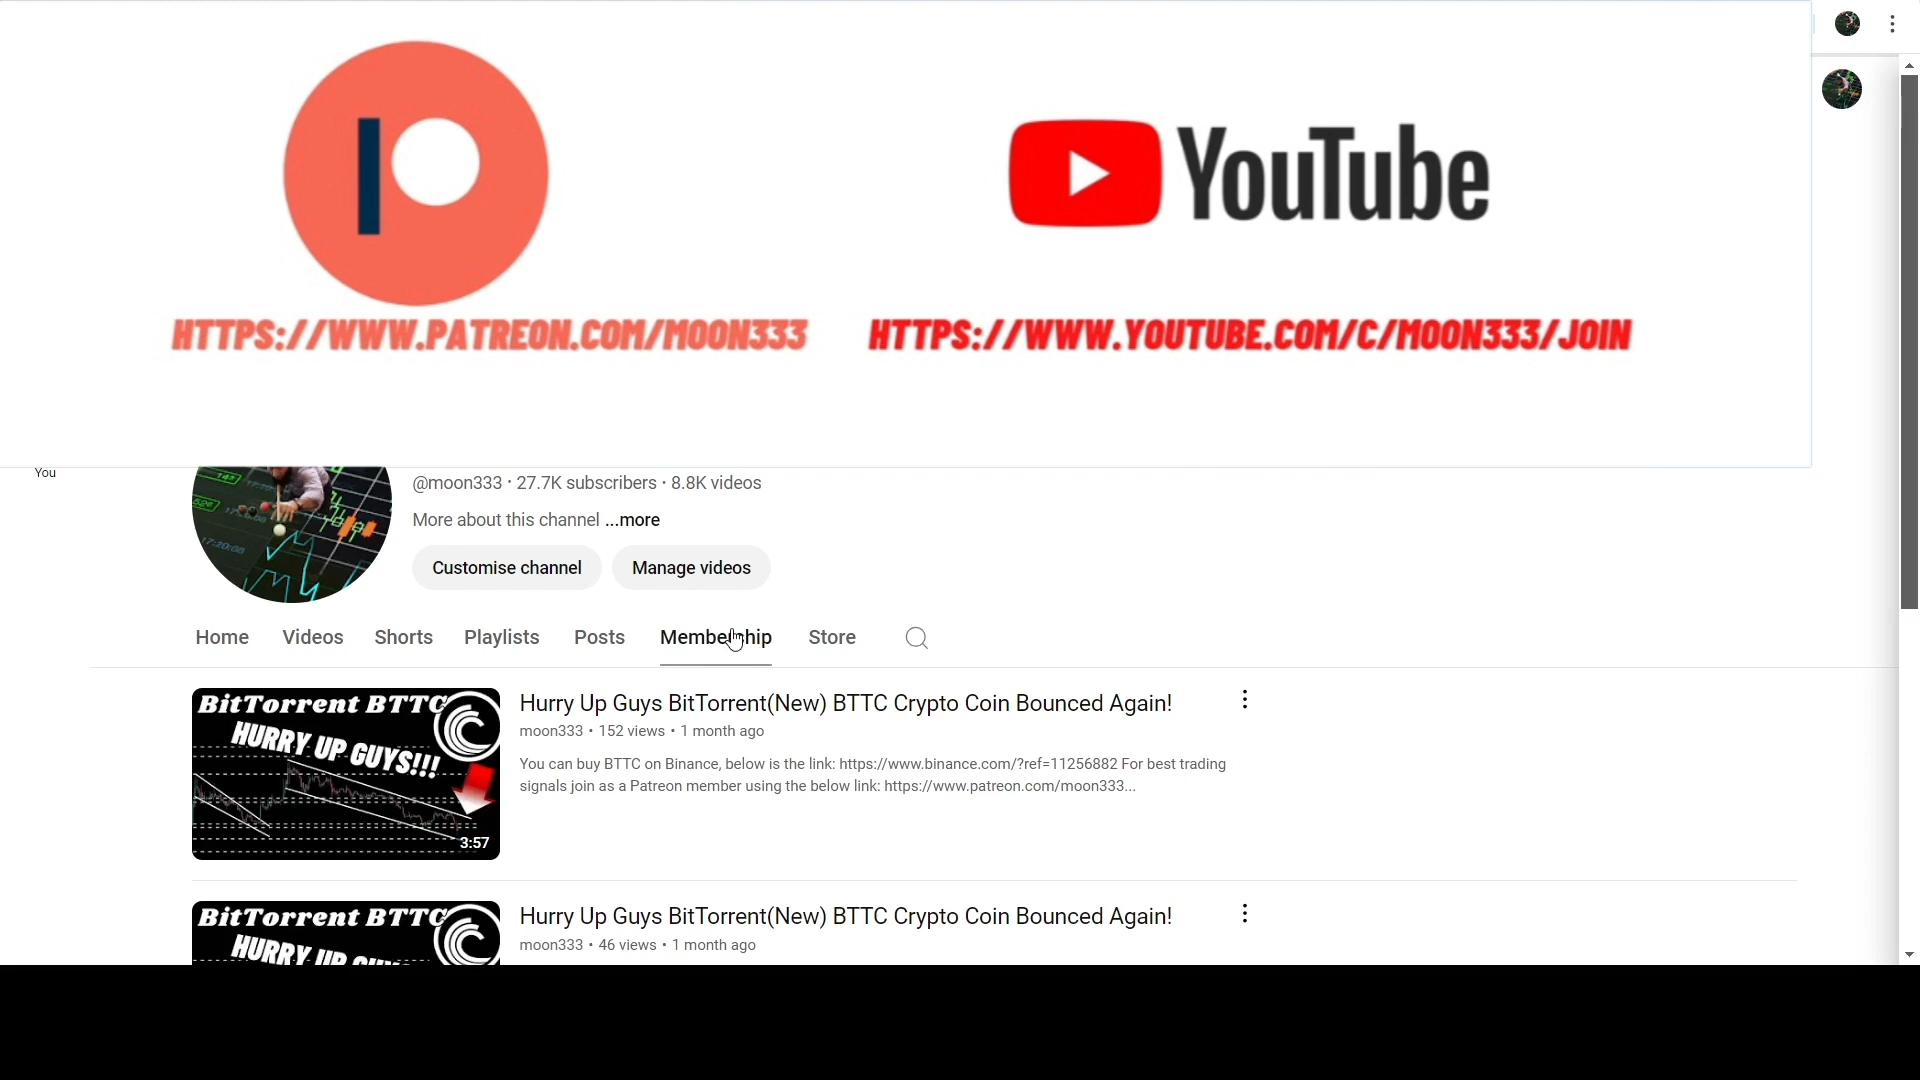 YouTube
HTTPS://WWW.PATREON.COM/MOON333
HTTPS://WWW.YOUTUBE.COM/C/MOON333/JOIN
You
@moon333 · 27.7K subscribers · 8.8K videos
More about this channel ...more
Customise channel
Manage videos
Home
Videos
Shorts
Playlists
Posts
Membership
Store
BitTorrent BTTC
HURRY UP GUYS!!!
3:57
Hurry Up Guys BitTorrent(New) BTTC Crypto Coin Bounced Again!
moon333 • 152 views • 1 month ago
You can buy BTTC on Binance, below is the link: https://www.binance.com/?ref=11256882 For best trading
signals join as a Patreon member using the below link: https://www.patreon.com/moon333...
BitTorrent BTTC
HURRY UP
Hurry Up Guys BitTorrent(New) BTTC Crypto Coin Bounced Again!
moon333 • 46 views • 1 month ago